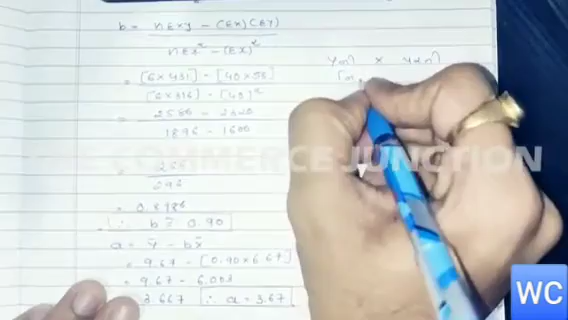 b = nΣxy - (Σx)(Σy)
nΣx² - (Σx)²
= [6 x 431] - [40 x 58]
[6 x 316] - [40]²
= 2586 - 2320
1896 - 1600
= 266
296
= 0.8986
∴ b = 0.90
a = ȳ - bx̄
= 9.67 - [0.90 x 6.67]
= 9.67 - 6.003
3.667 ∴ a = 3.67
COMMERCE JUNCTION
WC